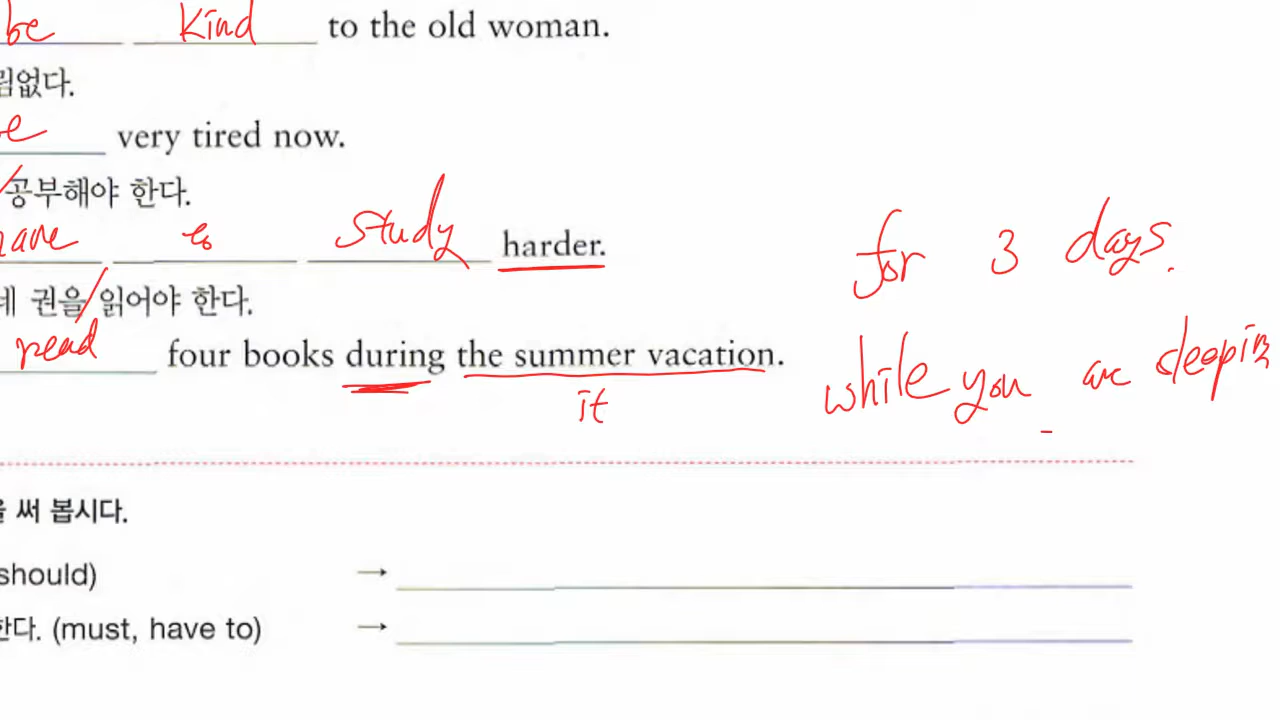 be kind to the old woman.
림없다.
be very tired now.
공부해야 한다.
have to study harder.
for 3 days.
네 권을 읽어야 한다.
read four books during the summer vacation.
it
while you are sleeping
을 써 봅시다.
should) →
한다. (must, have to) →